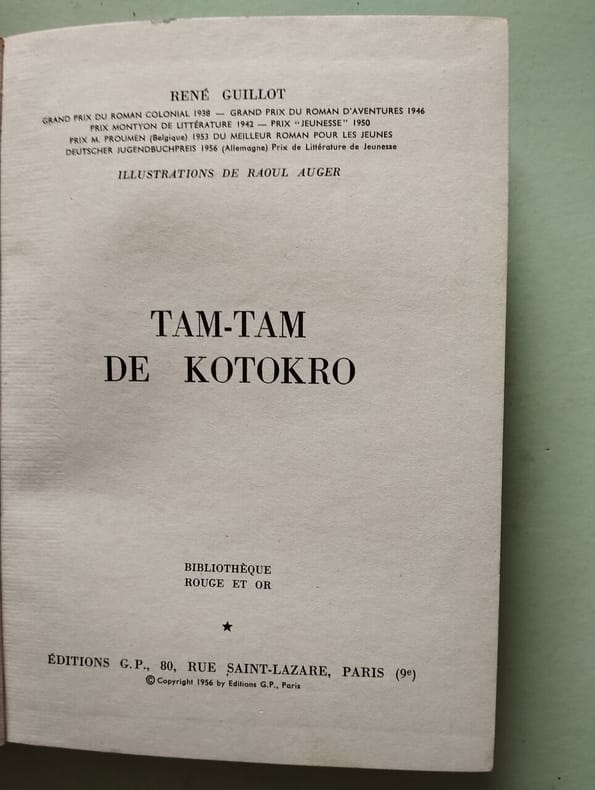 RENÉ GUILLOT
GRAND PRIX DU ROMAN COLONIAL 1938 — GRAND PRIX DU ROMAN D'AVENTURES 1946
PRIX MONTYON DE LITTÉRATURE 1942 — PRIX "JEUNESSE" 1950
PRIX M. PROUMEN (Belgique) 1953 DU MEILLEUR ROMAN POUR LES JEUNES
DEUTSCHER JUGENDBUCHPREIS 1956 (Allemagne) Prix de Littérature de Jeunesse
ILLUSTRATIONS DE RAOUL AUGER
TAM-TAM
DE KOTOKRO
BIBLIOTHÈQUE
ROUGE ET OR
★
ÉDITIONS G.P., 80, RUE SAINT-LAZARE, PARIS (9e)
© Copyright 1956 by Editions G.P., Paris